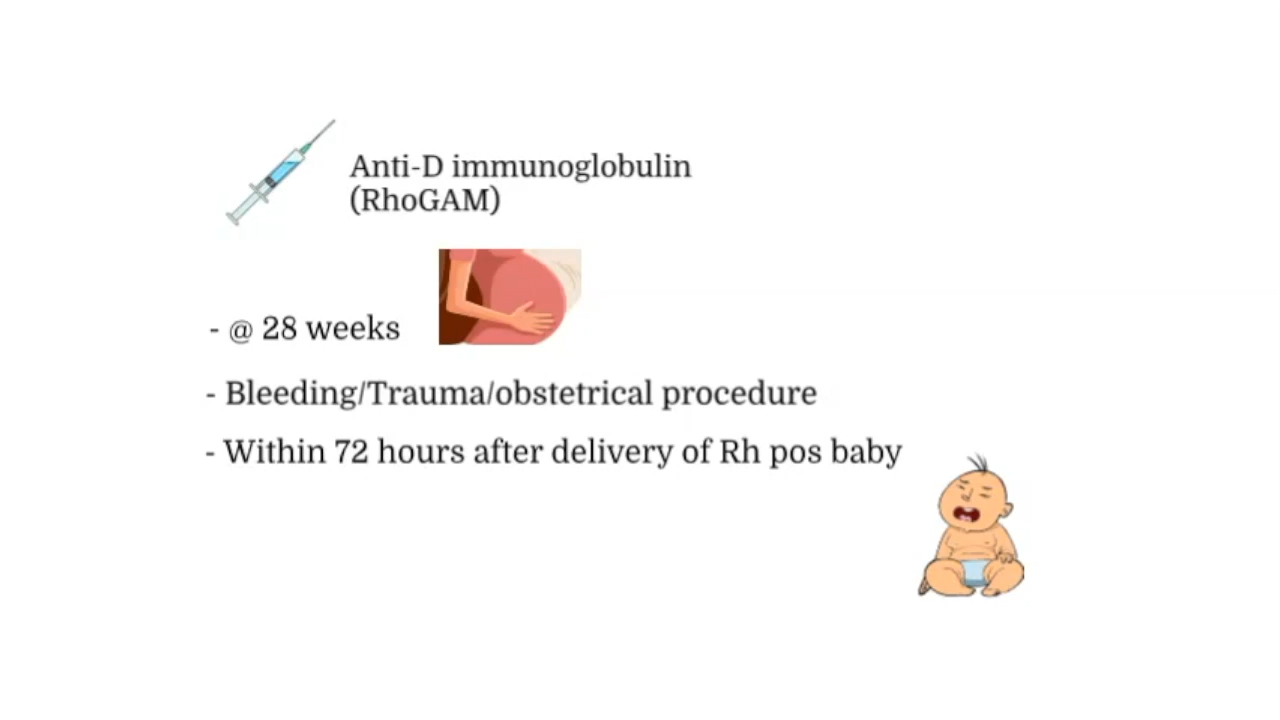 Anti-D immunoglobulin
(RhoGAM)
- @ 28 weeks
- Bleeding/Trauma/obstetrical procedure
- Within 72 hours after delivery of Rh pos baby